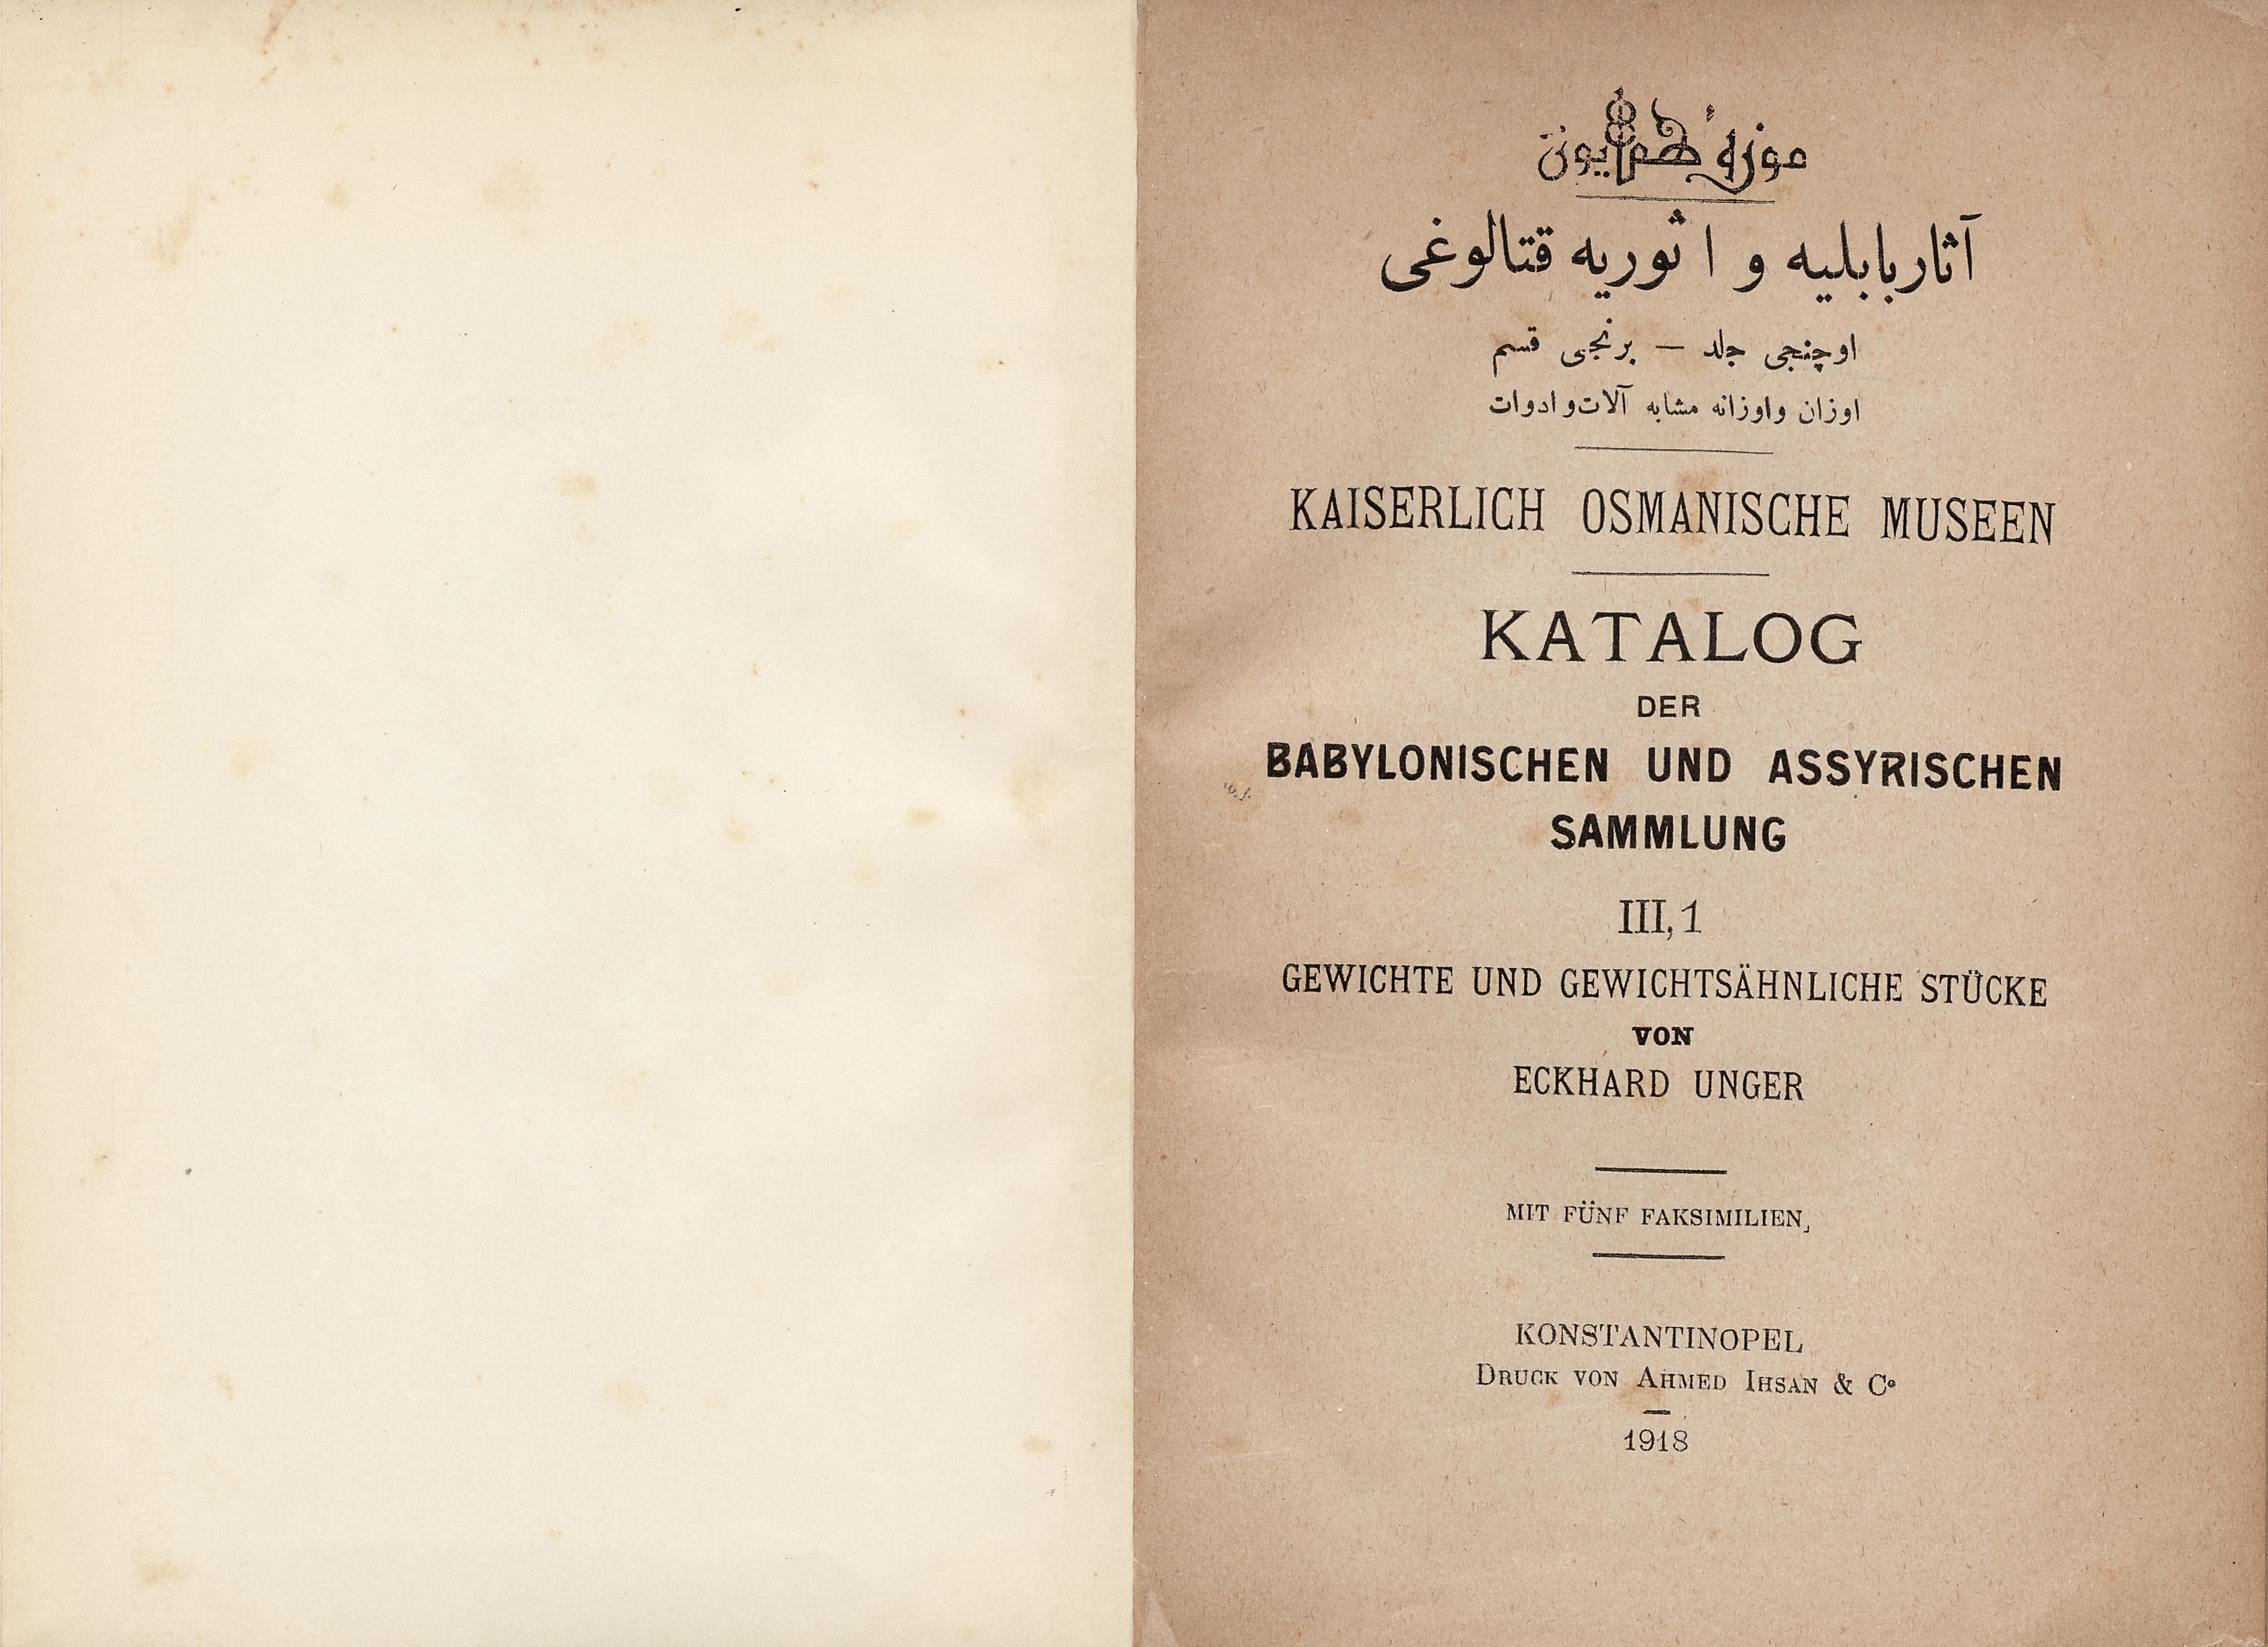 موزهٔ همایون
آثار بابلیه و اثوریه قتالوغی
اوچنجی جلد — برنجی قسم
اوزان و اوزانه مشابه آلات و ادوات
KAISERLICH OSMANISCHE MUSEEN
KATALOG
DER
BABYLONISCHEN UND ASSYRISCHEN
SAMMLUNG
III, 1
GEWICHTE UND GEWICHTSÄHNLICHE STÜCKE
VON
ECKHARD UNGER
MIT FÜNF FAKSIMILIEN,
KONSTANTINOPEL
DRUCK VON AHMED IHSAN & Cº
1918